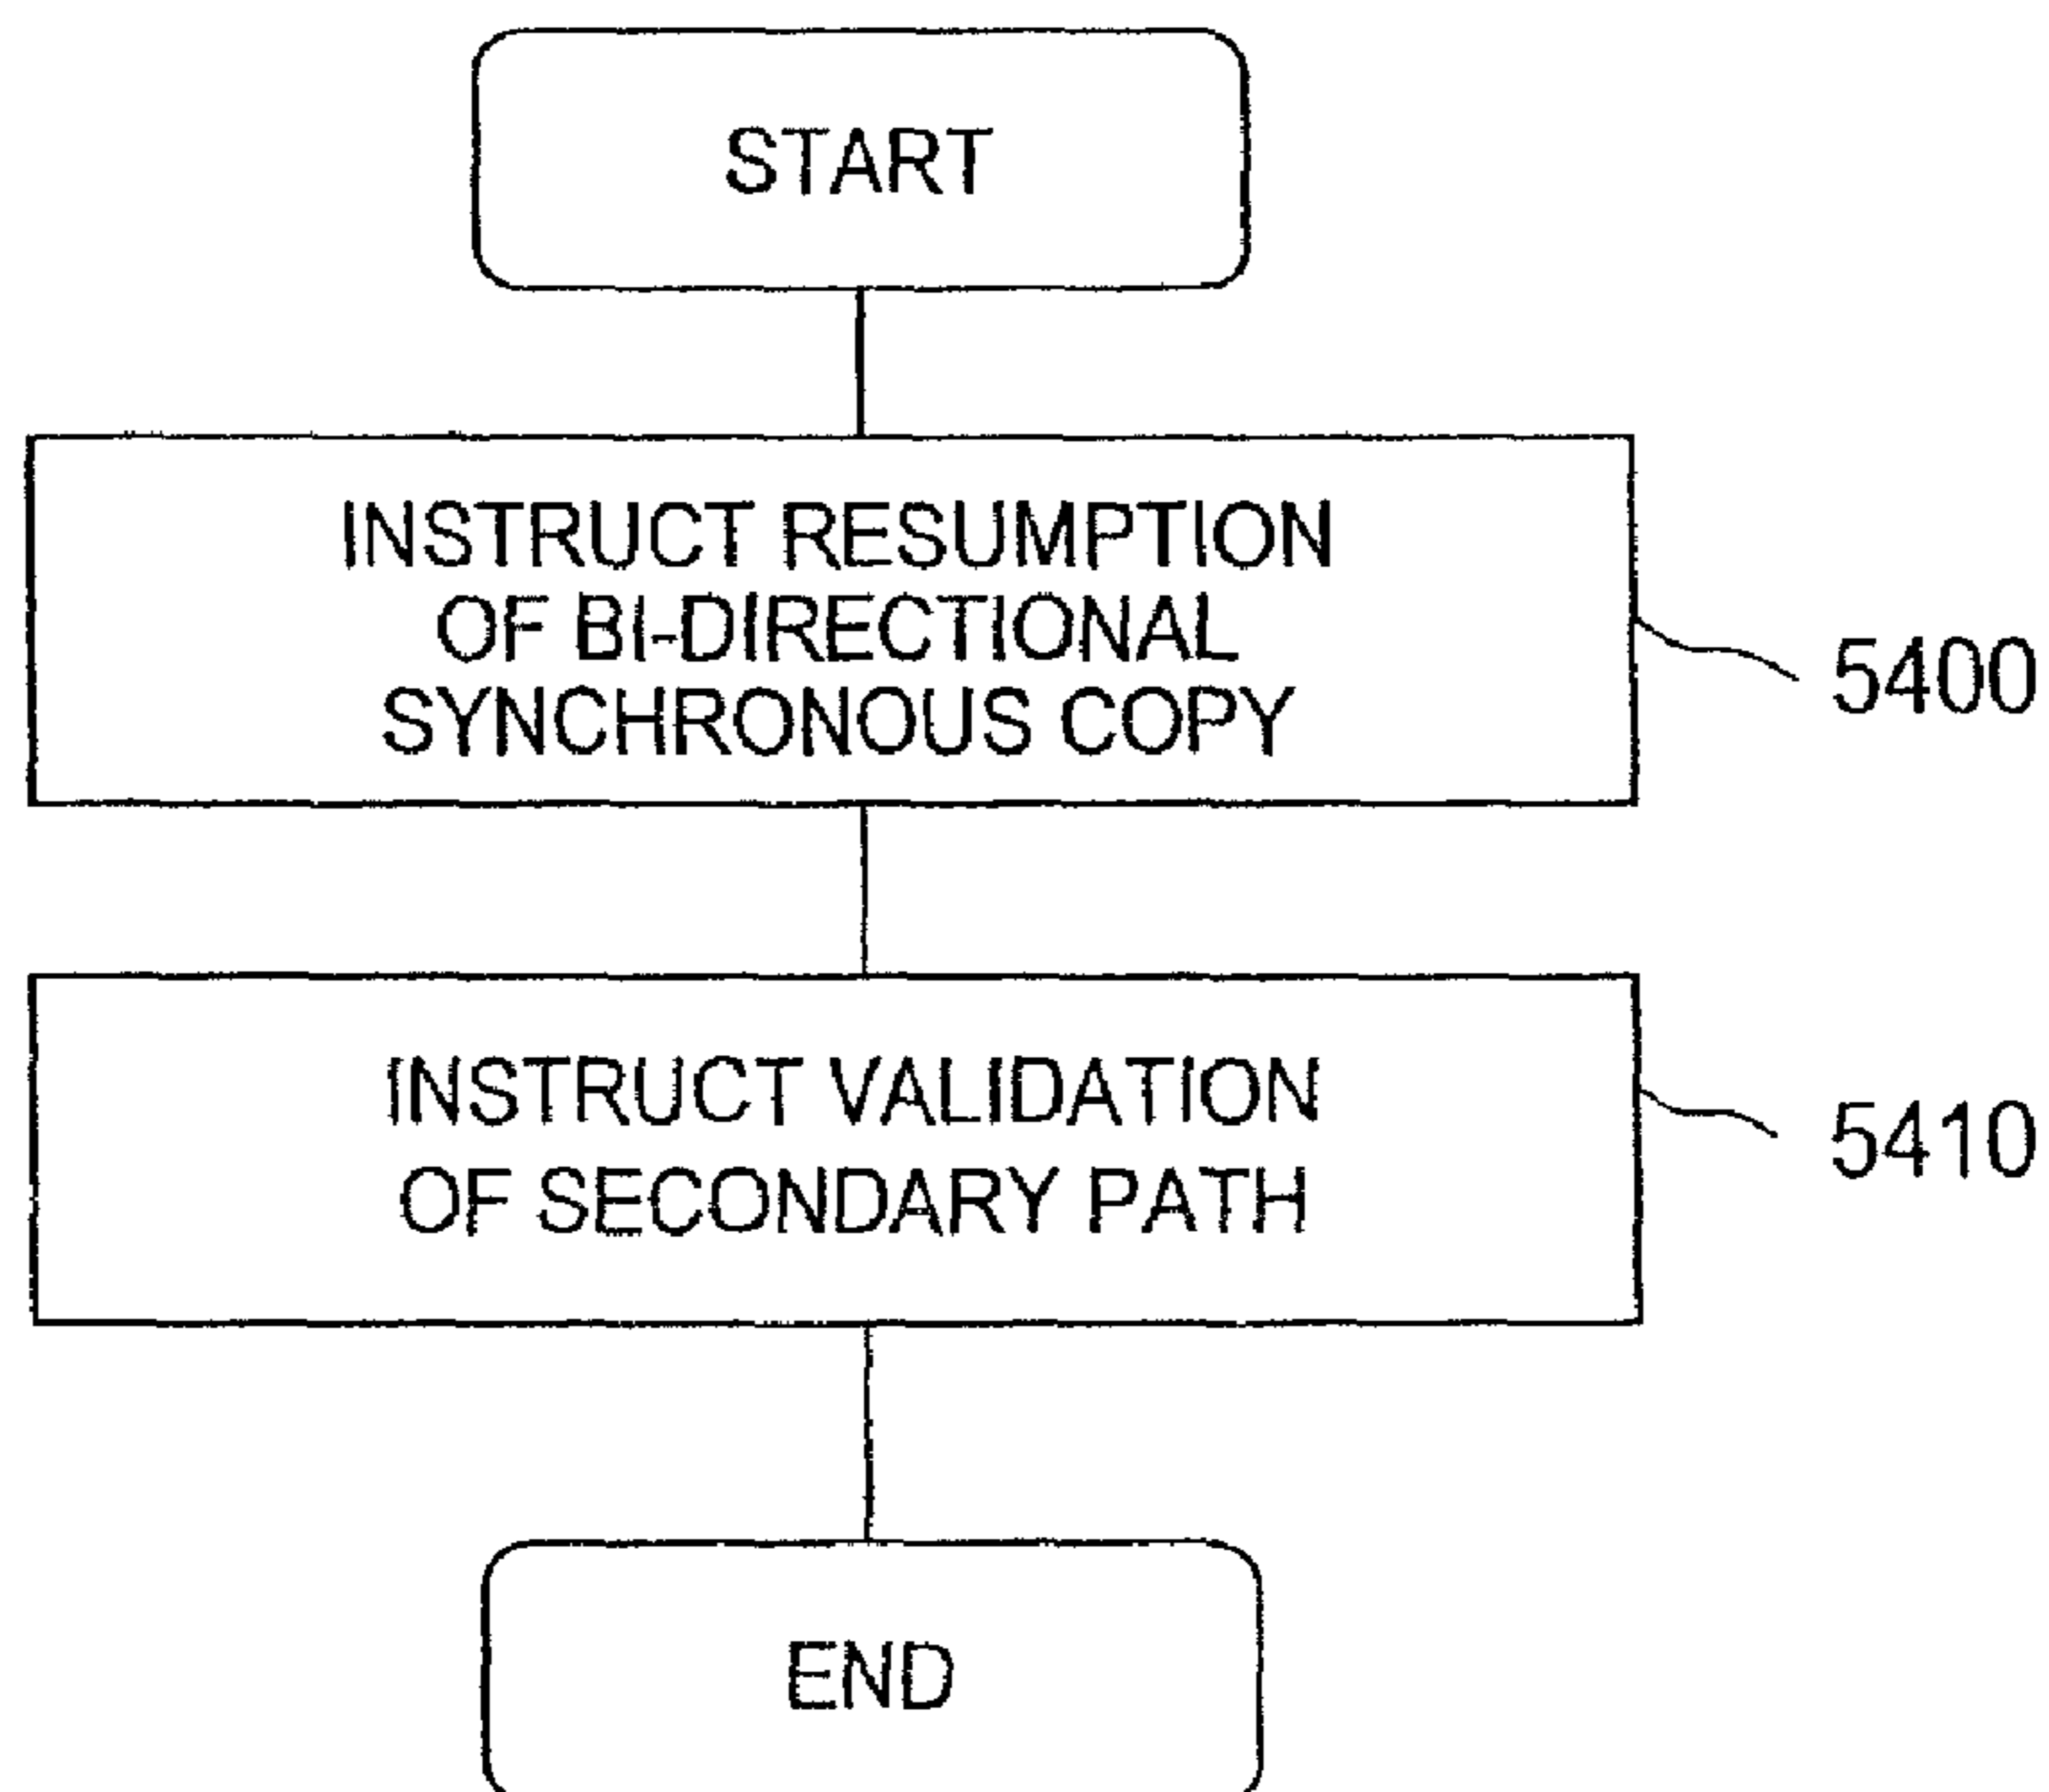 START
INSTRUCT RESUMPTION
OF BI-DIRECTIONAL
SYNCHRONOUS COPY
5400
INSTRUCT VALIDATION
OF SECONDARY PATH
5410
END